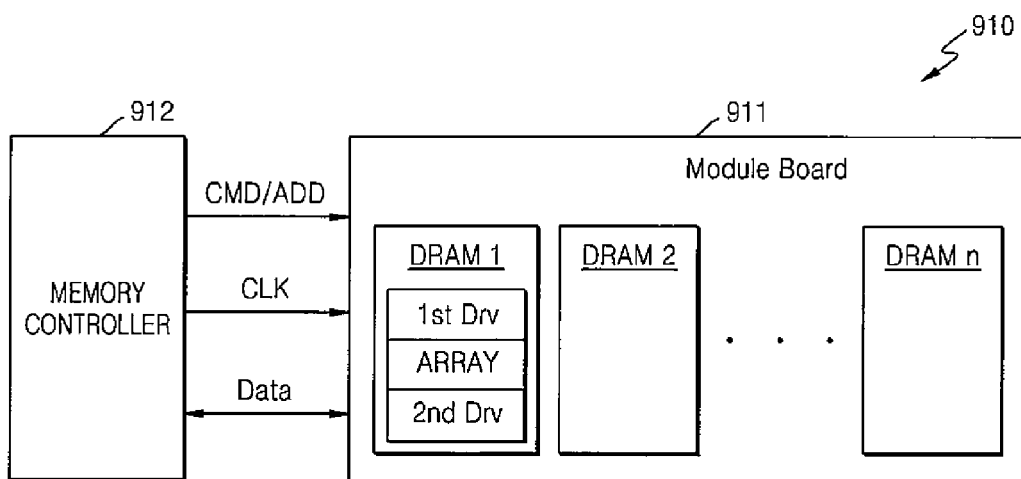 910
912
911
Module Board
CMD/ADD
DRAM 1
DRAM 2
DRAM n
MEMORY
CONTROLLER
CLK
1st Drv
ARRAY
. . .
Data
2nd Drv